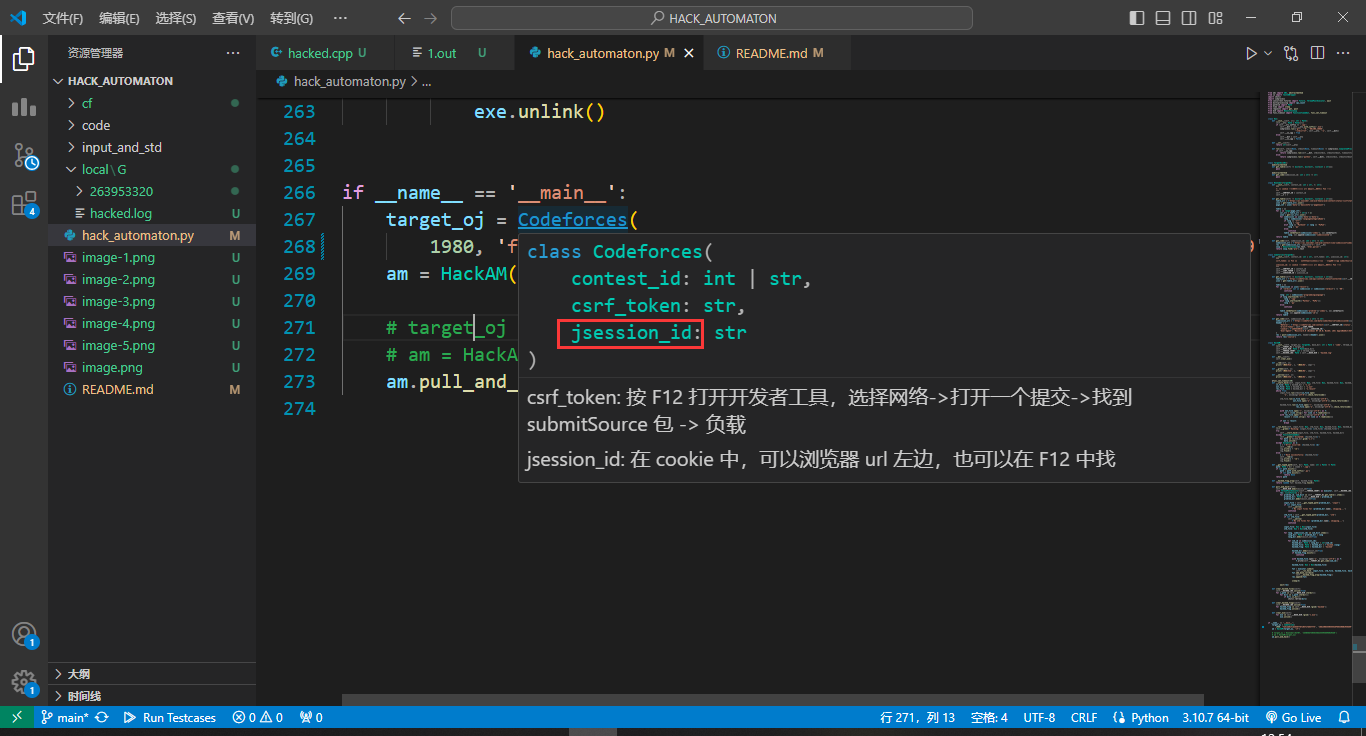 文件(F) 编辑(E) 选择(S) 查看(V) 转到(G) ··· HACK_AUTOMATON
资源管理器 ···
HACK_AUTOMATON
cf
code
input_and_std
local\G
263953320
hacked.log U
hack_automaton.py M
image-1.png U
image-2.png U
image-3.png U
image-4.png U
image-5.png U
image.png U
README.md M
大纲
时间线
4
1
1
hacked.cpp U 1.out U hack_automaton.py M README.md M
hack_automaton.py > ...
263 exe.unlink()
264
265
266 if __name__ == '__main__':
267 target_oj = Codeforces(
268 1980, 'f
269 am = HackAM(
270
271 # target_oj
272 # am = HackA
273 am.pull_and_
274
class Codeforces(
contest_id: int | str,
csrf_token: str,
jsession_id: str
)
csrf_token: 按 F12 打开开发者工具，选择网络->打开一个提交->找到
submitSource 包 -> 负载
jsession_id: 在 cookie 中，可以浏览器 url 左边，也可以在 F12 中找
main* Run Testcases 0 0 0 行 271，列 13 空格: 4 UTF-8 CRLF Python 3.10.7 64-bit Go Live